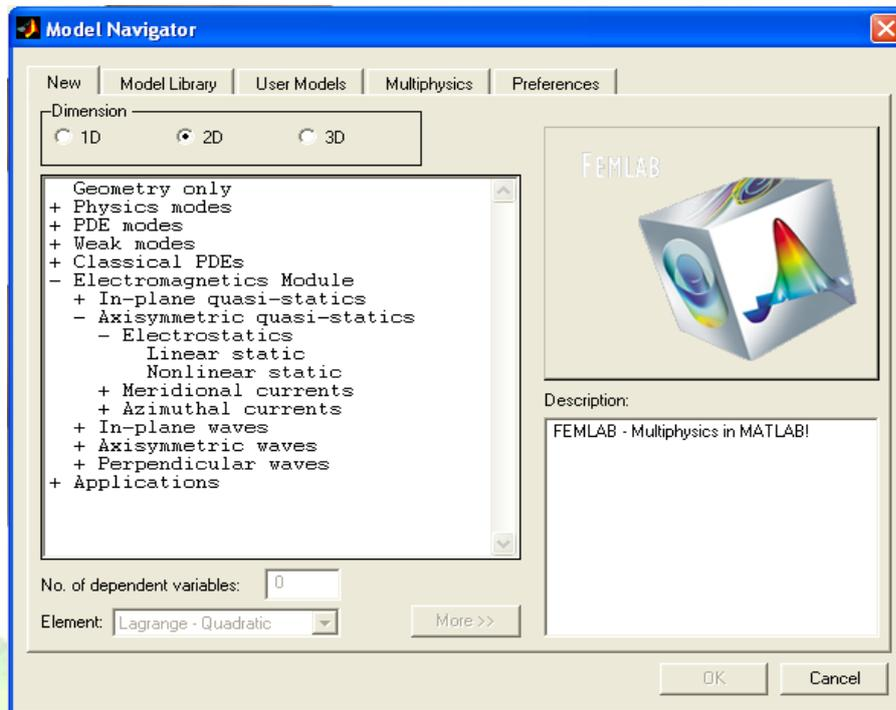 Model Navigator
New Model Library User Models Multiphysics Preferences
Dimension
1D 2D 3D
Geometry only
+ Physics modes
+ PDE modes
+ Weak modes
+ Classical PDEs
- Electromagnetics Module
+ In-plane quasi-statics
- Axisymmetric quasi-statics
- Electrostatics
Linear static
Nonlinear static
+ Meridional currents
+ Azimuthal currents
+ In-plane waves
+ Axisymmetric waves
+ Perpendicular waves
+ Applications
No. of dependent variables: 0
Element: Lagrange - Quadratic
More >>
FEMLAB
Description:
FEMLAB - Multiphysics in MATLAB!
OK Cancel